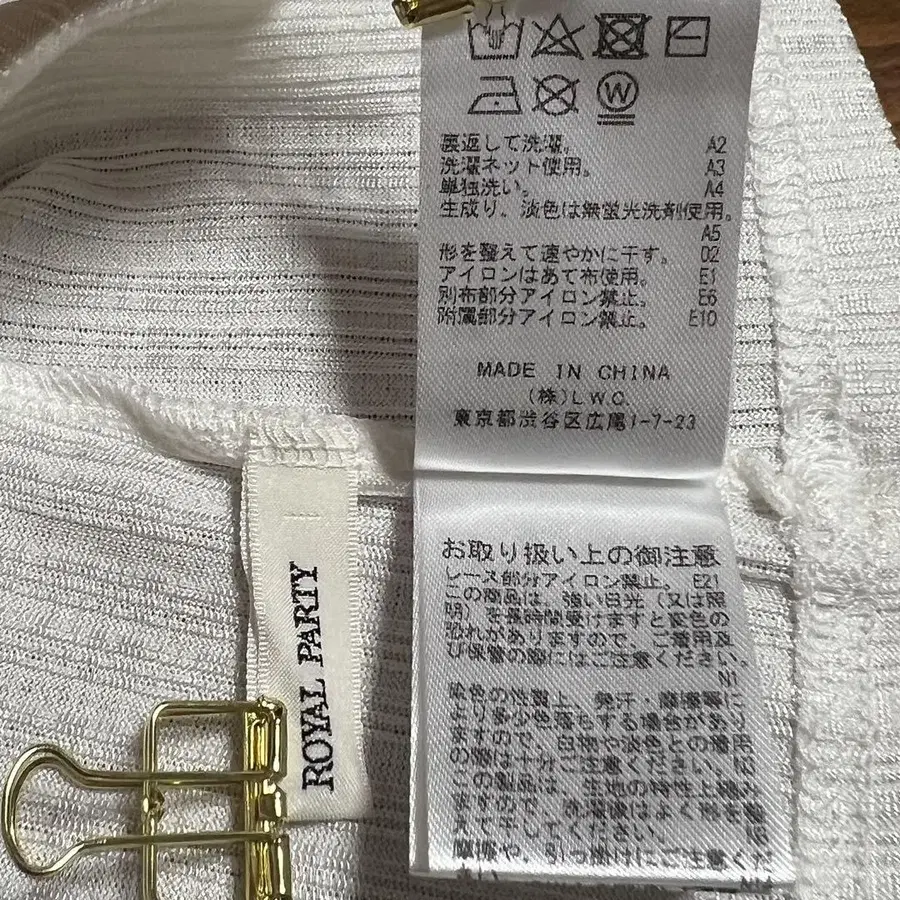 W
裏返して洗濯。 A2
洗濯ネット使用。 A3
単独洗い。 A4
生成り、淡色は無蛍光洗剤使用。
A5
形を整えて速やかに干す。 D2
アイロンはあて布使用。 E1
別布部分アイロン禁止。 E6
附属部分アイロン禁止。 E10
MADE IN CHINA
(株)L.W.C.
東京都渋谷区広尾1-7-23
お取り扱い上の御注意
レース部分アイロン禁止。 E21
この商品は、強い日光(又は照
明)を長時間受けますと変色の
恐れがありますので、ご着用及
び保管の際にはご注意ください。
N1
染色の性質上、発汗・摩擦等に
より多少色落ちする場合があ
ますので、白物や淡色との着用
の際は十分ご注意ください。
この製品は、生地の特性上縮み
ますので、洗濯後はよく形を
えて干してください。
摩擦や、引っ掛けにご注意くだ
ROYAL PARTY